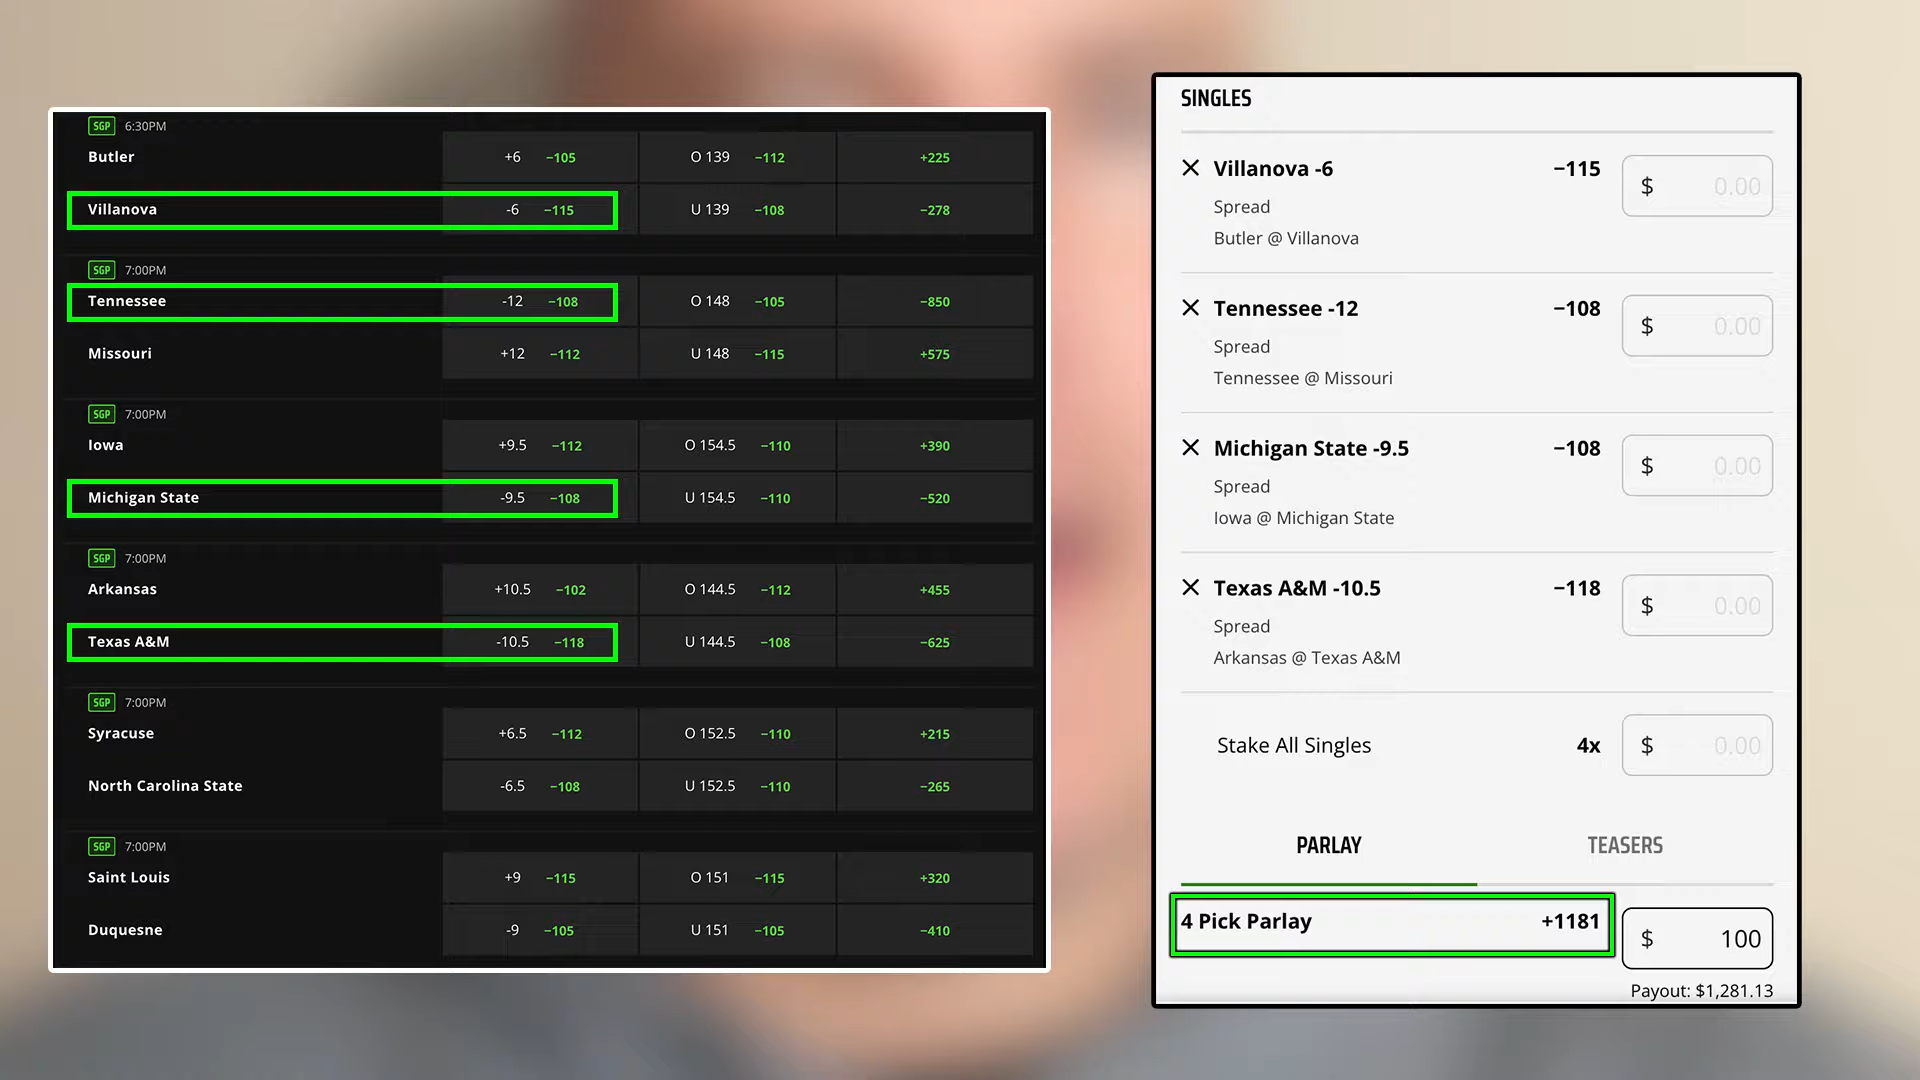 SGP 6:30PM
Butler +6 −105 O 139 −112 +225
Villanova -6 −115 U 139 −108 −278
SGP 7:00PM
Tennessee -12 −108 O 148 −105 −850
Missouri +12 −112 U 148 −115 +575
SGP 7:00PM
Iowa +9.5 −112 O 154.5 −110 +390
Michigan State -9.5 −108 U 154.5 −110 −520
SGP 7:00PM
Arkansas +10.5 −102 O 144.5 −112 +455
Texas A&M -10.5 −118 U 144.5 −108 −625
SGP 7:00PM
Syracuse +6.5 −112 O 152.5 −110 +215
North Carolina State -6.5 −108 U 152.5 −110 −265
SGP 7:00PM
Saint Louis +9 −115 O 151 −115 +320
Duquesne -9 −105 U 151 −105 −410
SINGLES
Villanova -6 −115 $ 0.00
Spread
Butler @ Villanova
Tennessee -12 −108 $ 0.00
Spread
Tennessee @ Missouri
Michigan State -9.5 −108 $ 0.00
Spread
Iowa @ Michigan State
Texas A&M -10.5 −118 $ 0.00
Spread
Arkansas @ Texas A&M
Stake All Singles 4x $ 0.00
PARLAY TEASERS
4 Pick Parlay +1181 $ 100
Payout: $1,281.13